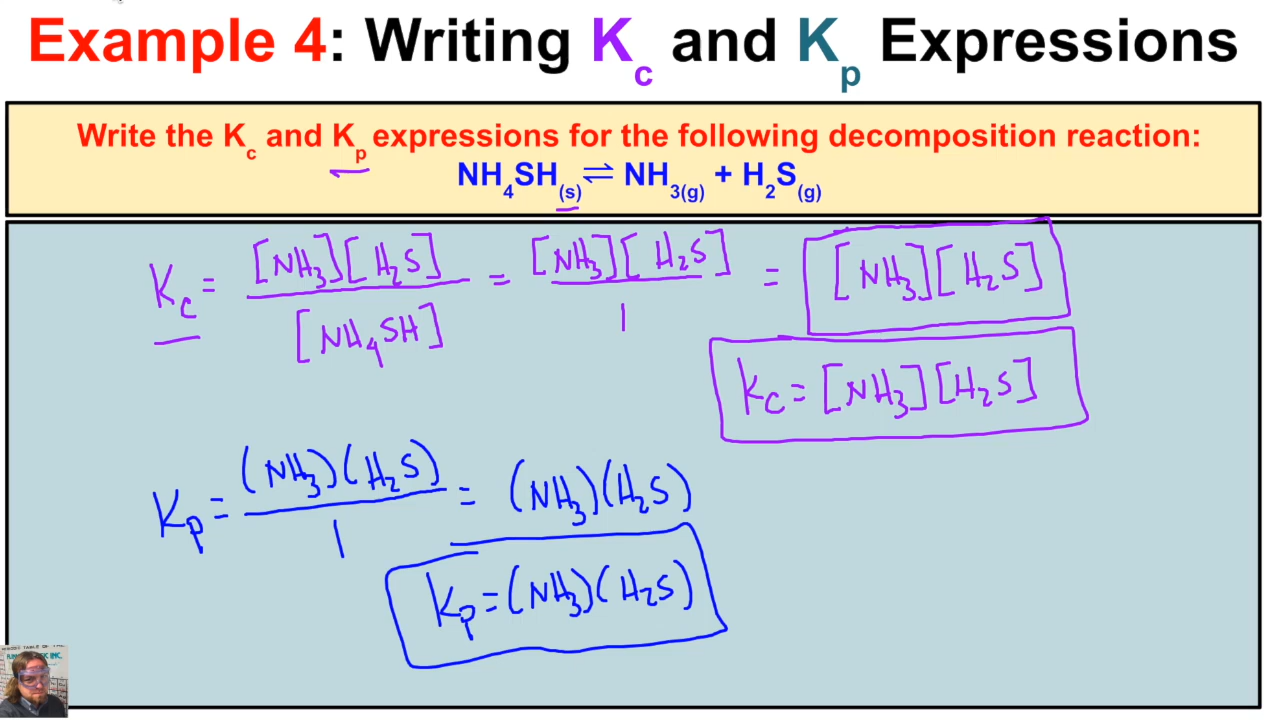 Example 4: Writing Kc and Kp Expressions
Write the Kc and Kp expressions for the following decomposition reaction:
NH4SH(s) ⇌ NH3(g) + H2S(g)
Kc = [NH3][H2S] / [NH4SH] = [NH3][H2S] / 1 = [NH3][H2S]
Kc = [NH3][H2S]
Kp = (NH3)(H2S) / 1 = (NH3)(H2S)
Kp = (NH3)(H2S)